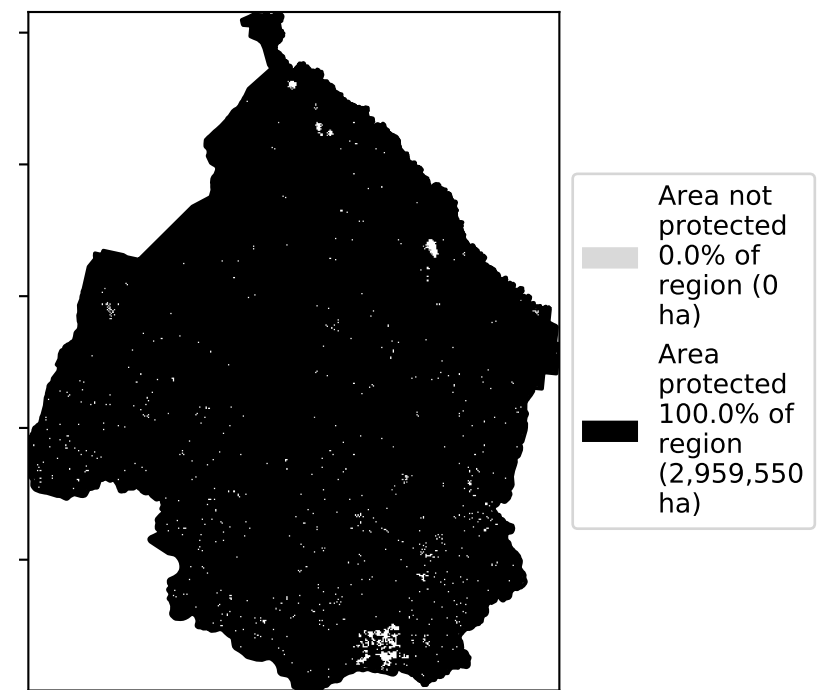 Area not
protected
0.0% of
region (0
ha)
Area
protected
100.0% of
region
(2,959,550
ha)